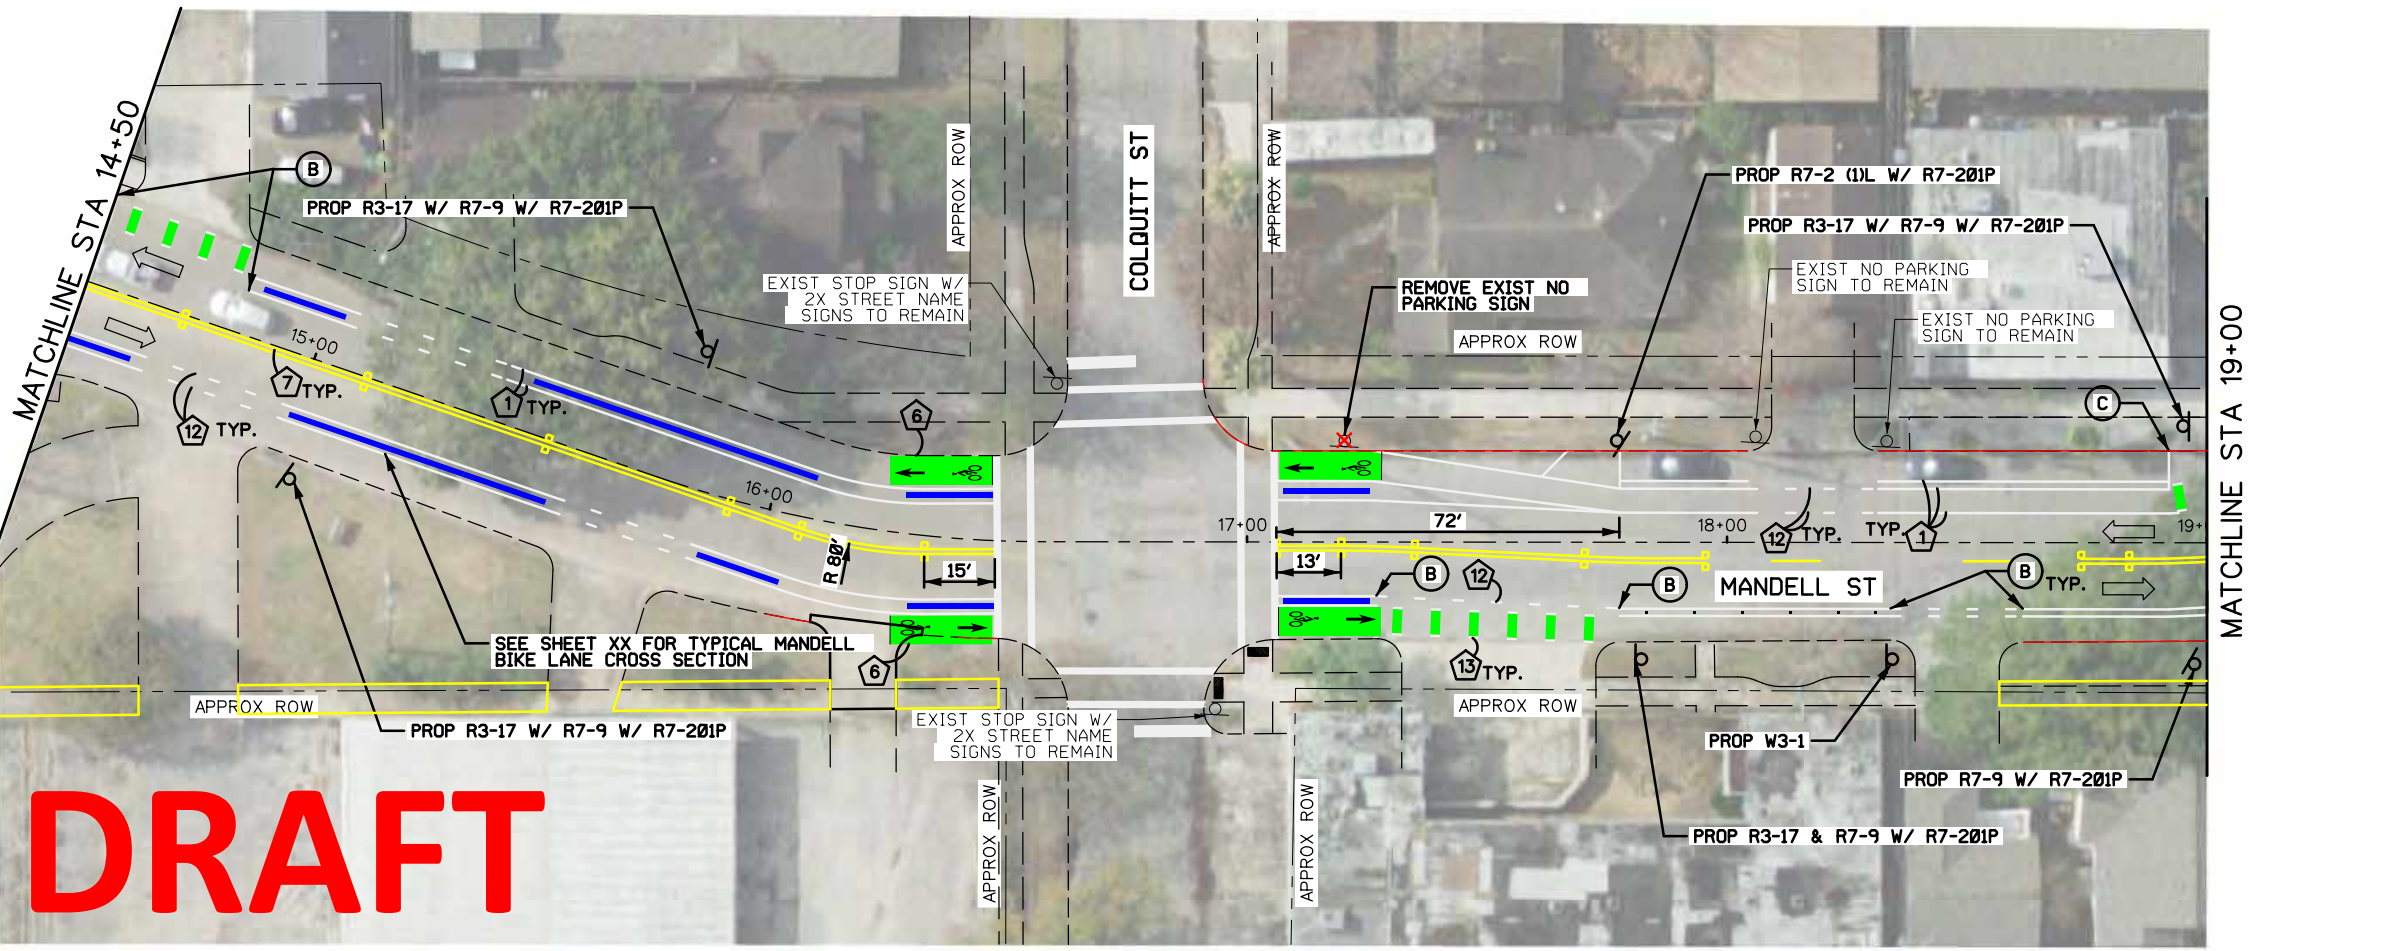 MATCHLINE STA 14+50
B
PROP R3-17 W/ R7-9 W/ R7-201P
15+00
7 TYP.
12 TYP.
1 TYP.
6
16+00
R 80'
15'
SEE SHEET XX FOR TYPICAL MANDELL
BIKE LANE CROSS SECTION
6
APPROX ROW
PROP R3-17 W/ R7-9 W/ R7-201P
DRAFT
APPROX ROW
COLQUITT ST
APPROX ROW
EXIST STOP SIGN W/
2X STREET NAME
SIGNS TO REMAIN
EXIST STOP SIGN W/
2X STREET NAME
SIGNS TO REMAIN
APPROX ROW
APPROX ROW
PROP R7-2 (1)L W/ R7-201P
PROP R3-17 W/ R7-9 W/ R7-201P
REMOVE EXIST NO
PARKING SIGN
EXIST NO PARKING
SIGN TO REMAIN
EXIST NO PARKING
SIGN TO REMAIN
APPROX ROW
C
17+00
72'
18+00
12 TYP.
TYP. 1
19+
13'
B
12
B
MANDELL ST
B TYP.
13 TYP.
APPROX ROW
PROP W3-1
PROP R7-9 W/ R7-201P
PROP R3-17 & R7-9 W/ R7-201P
MATCHLINE STA 19+00